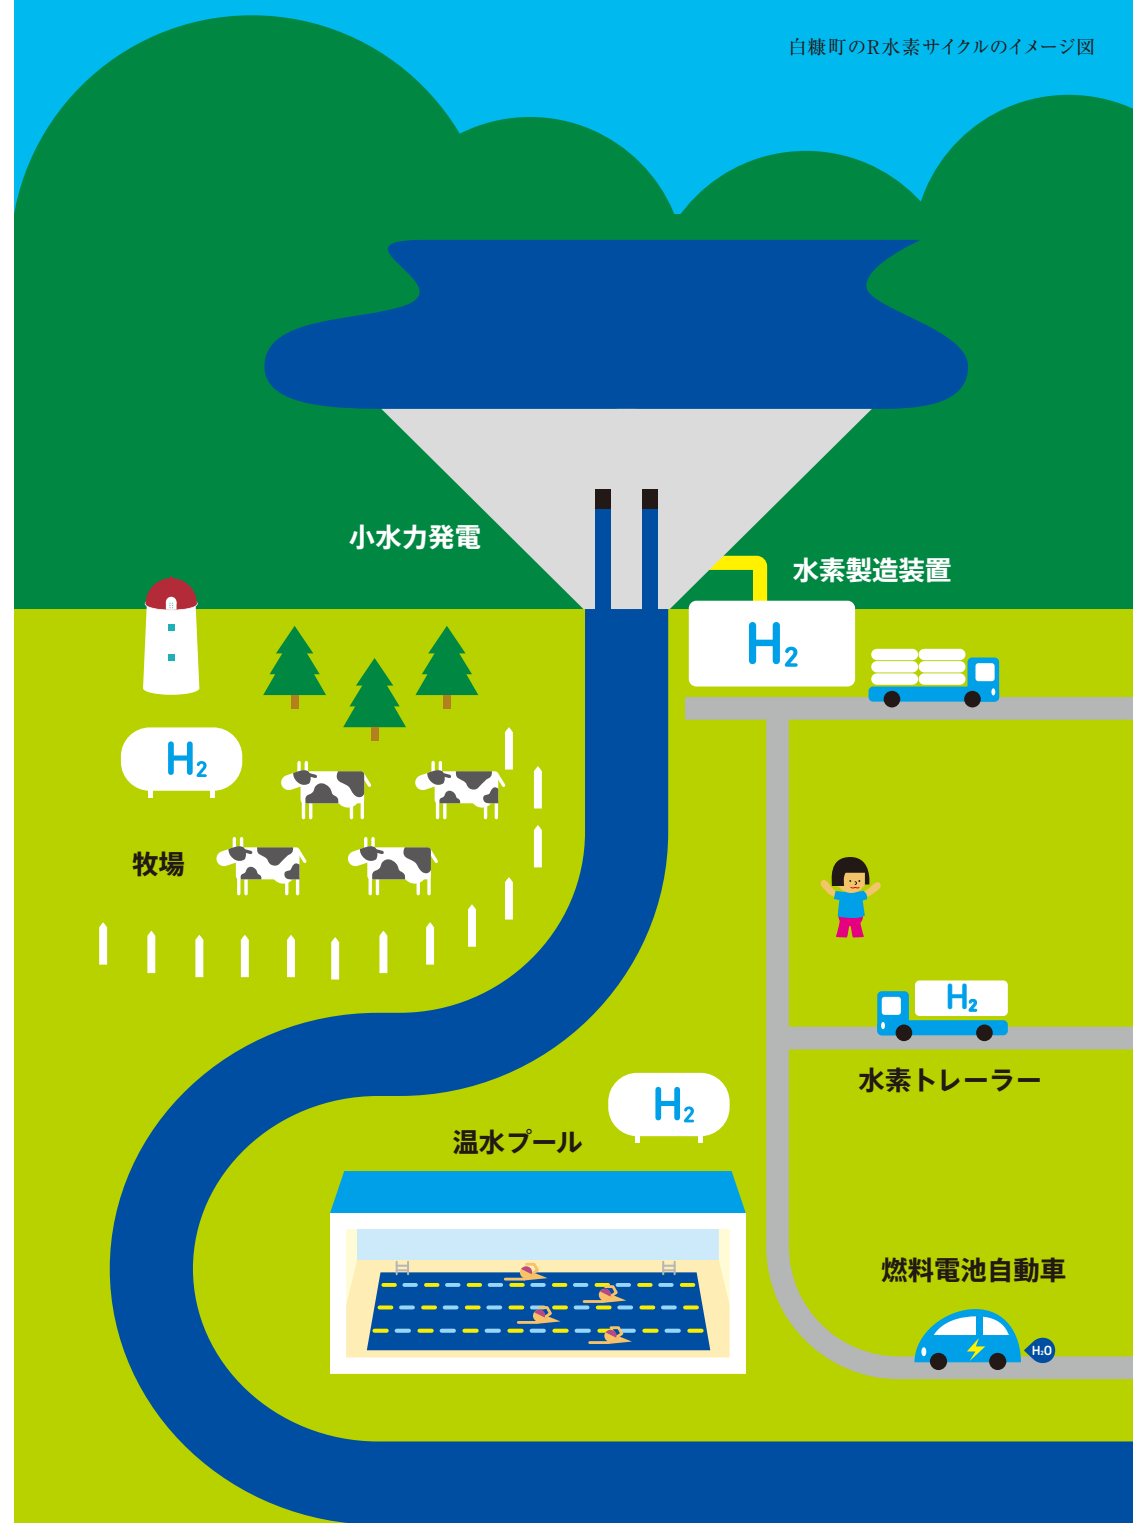 白糠町のR水素サイクルのイメージ図
小水力発電
水素製造装置
H2
H2
牧場
H2
水素トレーラー
H2
温水プール
燃料電池自動車
H2O